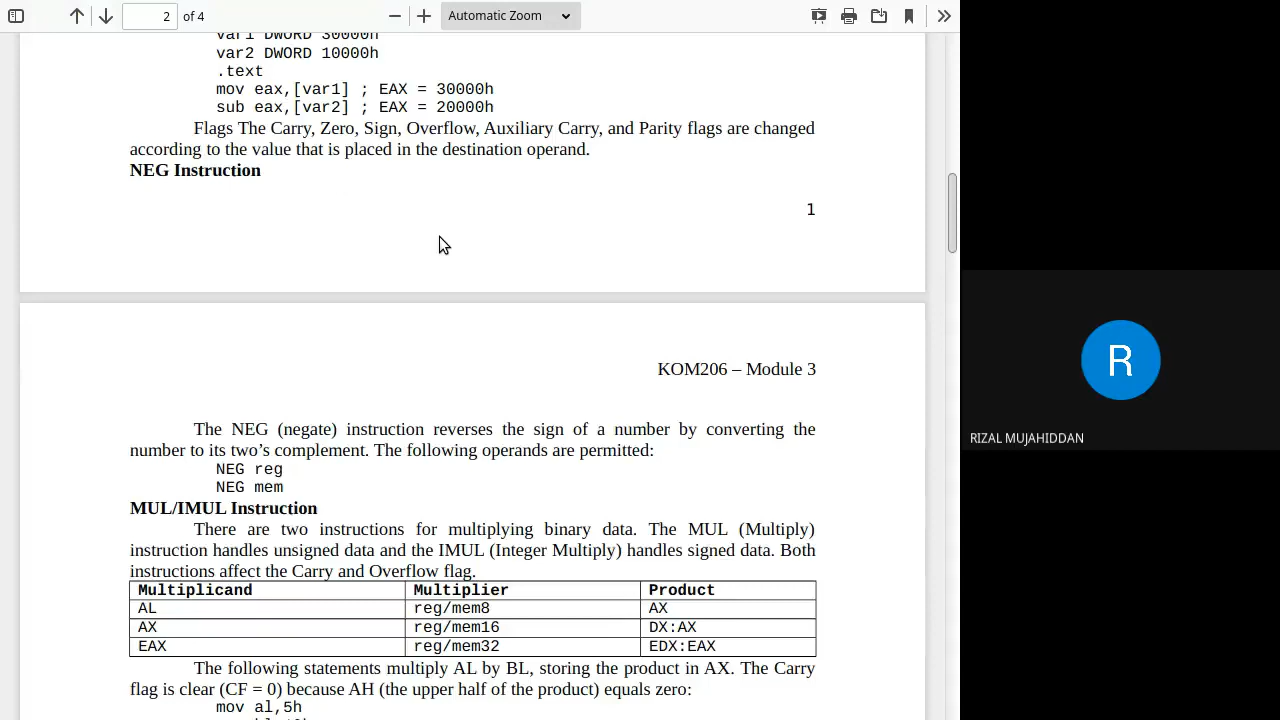 2
of 4
Automatic Zoom
var1 DWORD 30000h
var2 DWORD 10000h
.text
mov eax,[var1] ; EAX = 30000h
sub eax,[var2] ; EAX = 20000h
Flags The Carry, Zero, Sign, Overflow, Auxiliary Carry, and Parity flags are changed
according to the value that is placed in the destination operand.
NEG Instruction
1
KOM206 – Module 3
The NEG (negate) instruction reverses the sign of a number by converting the
number to its two’s complement. The following operands are permitted:
NEG reg
NEG mem
MUL/IMUL Instruction
There are two instructions for multiplying binary data. The MUL (Multiply)
instruction handles unsigned data and the IMUL (Integer Multiply) handles signed data. Both
instructions affect the Carry and Overflow flag.
Multiplicand Multiplier Product
AL reg/mem8 AX
AX reg/mem16 DX:AX
EAX reg/mem32 EDX:EAX
The following statements multiply AL by BL, storing the product in AX. The Carry
flag is clear (CF = 0) because AH (the upper half of the product) equals zero:
mov al,5h
R
RIZAL MUJAHIDDAN